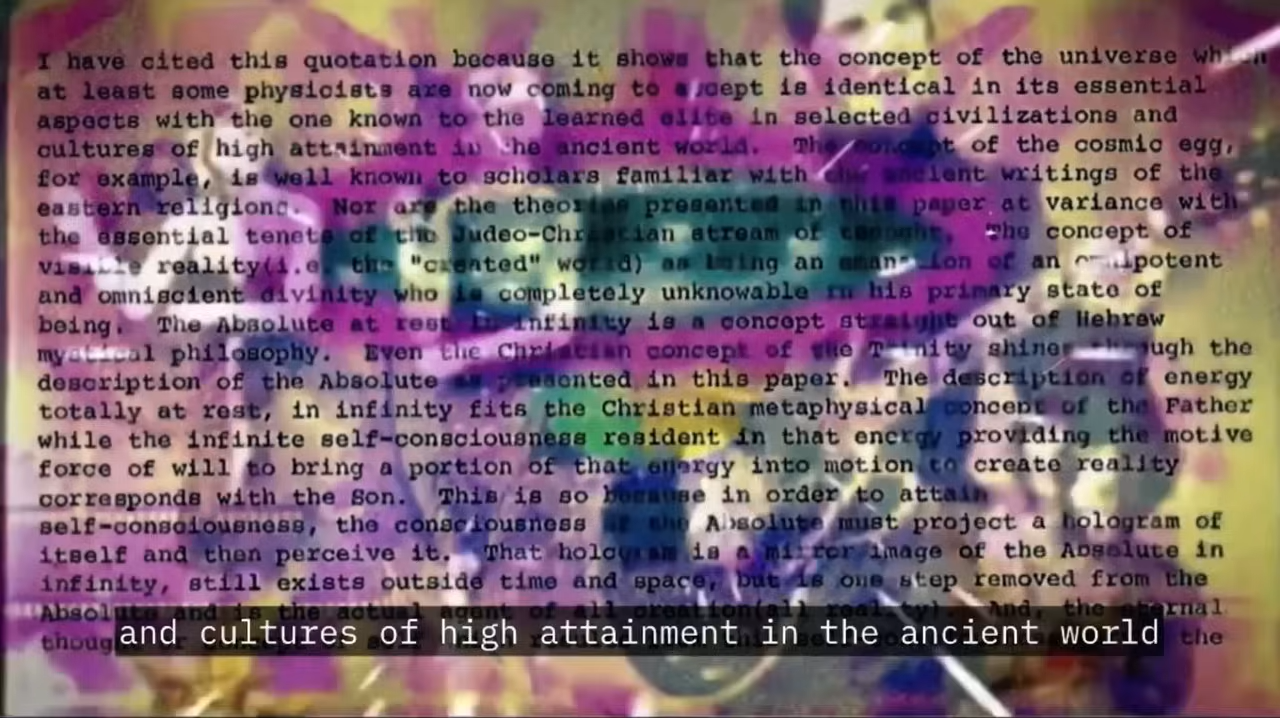 I have cited this quotation because it shows that the concept of the universe which
at least some physicists are now coming to accept is identical in its essential
aspects with the one known to the learned elite in selected civilizations and
cultures of high attainment in the ancient world. The concept of the cosmic egg,
for example, is well known to scholars familiar with the ancient writings of the
eastern religions. Nor are the theories presented in this paper at variance with
the essential tenets of the Judeo-Christian stream of thought. The concept of
visible reality(i.e. the "created" world) as being an emanation of an omnipotent
and omniscient divinity who is completely unknowable in his primary state of
being. The Absolute at rest in infinity is a concept straight out of Hebrew
mystical philosophy. Even the Christian concept of the Trinity shines through the
description of the Absolute as presented in this paper. The description of energy
totally at rest, in infinity fits the Christian metaphysical concept of the Father
while the infinite self-consciousness resident in that energy providing the motive
force of will to bring a portion of that energy into motion to create reality
corresponds with the Son. This is so because in order to attain
self-consciousness, the consciousness of the Absolute must project a hologram of
itself and then perceive it. That hologram is a mirror image of the Absolute in
infinity, still exists outside time and space, but is one step removed from the
Absolute and is the actual agent of all creation(all reality). And, the eternal
the
and cultures of high attainment in the ancient world